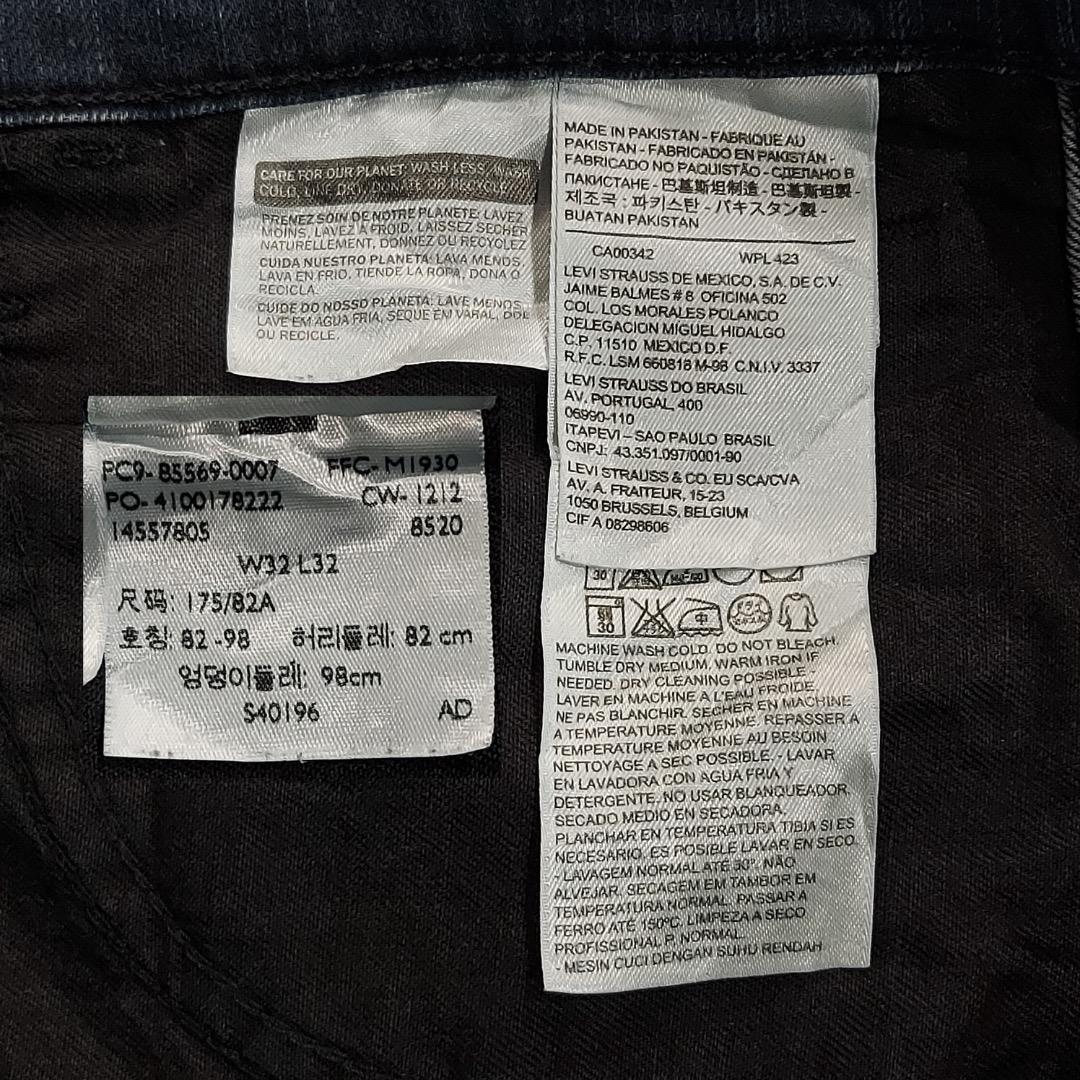 CARE FOR OUR PLANET: WASH LESS, WASH
COLD, LINE DRY, DONATE OR RECYCLE
PRENEZ SOIN DE NOTRE PLANETE: LAVEZ
MOINS, LAVEZ A FROID, LAISSEZ SECHER
NATURELLEMENT, DONNEZ OU RECYCLEZ
CUIDA NUESTRO PLANETA: LAVA MENOS,
LAVA EN FRIO, TIENDE LA ROPA, DONA O
RECICLA.
CUIDE DO NOSSO PLANETA: LAVE MENOS,
LAVE EM AGUA FRIA, SEQUE EM VARAL, DOE
OU RECICLE.
MADE IN PAKISTAN - FABRIQUE AU
PAKISTAN - FABRICADO EN PAKISTÁN -
FABRICADO NO PAQUISTÃO - СДЕЛАНО В
ПАКИСТАНЕ - 巴基斯坦制造 - 巴基斯坦製 -
제조국 : 파키스탄 - パキスタン製 -
BUATAN PAKISTAN
CA00342 WPL 423
LEVI STRAUSS DE MEXICO, S.A. DE C.V.
JAIME BALMES # 8 OFICINA 502
COL. LOS MORALES POLANCO
DELEGACION MIGUEL HIDALGO
C.P. 11510 MEXICO D.F.
R.F.C. LSM 660818 M-98 C.N.I.V. 3337
LEVI STRAUSS DO BRASIL
AV. PORTUGAL, 400
06990-110
ITAPEVI – SAO PAULO BRASIL
CNPJ: 43.351.097/0001-90
LEVI STRAUSS & CO. EU SCA/CVA
AV. A. FRAITEUR, 15-23
1050 BRUSSELS, BELGIUM
CIF A 08298606
PC9- 85569-0007 FFC- M1930
PO- 4100178222 CW- 1212
14557805 8520
W32 L32
尺码: 175/82A
호칭: 82 -98 허리둘레: 82 cm
엉덩이둘레: 98cm
S40196 AD
30
30 中 ドライ
MACHINE WASH COLD. DO NOT BLEACH.
TUMBLE DRY MEDIUM. WARM IRON IF
NEEDED. DRY CLEANING POSSIBLE -
LAVER EN MACHINE A L'EAU FROIDE.
NE PAS BLANCHIR. SECHER EN MACHINE
A TEMPERATURE MOYENNE. REPASSER A
TEMPERATURE MOYENNE AU BESOIN
NETTOYAGE A SEC POSSIBLE. - LAVAR
EN LAVADORA CON AGUA FRIA Y
DETERGENTE. NO USAR BLANQUEADOR.
SECADO MEDIO EN SECADORA.
PLANCHAR EN TEMPERATURA TIBIA SI ES
NECESARIO. ES POSIBLE LAVAR EN SECO.
- LAVAGEM NORMAL ATÉ 30°. NÃO
ALVEJAR. SECAGEM EM TAMBOR EM
TEMPERATURA NORMAL. PASSAR A
FERRO ATÉ 150ºC. LIMPEZA A SECO
PROFISSIONAL P. NORMAL.
- MESIN CUCI DENGAN SUHU RENDAH